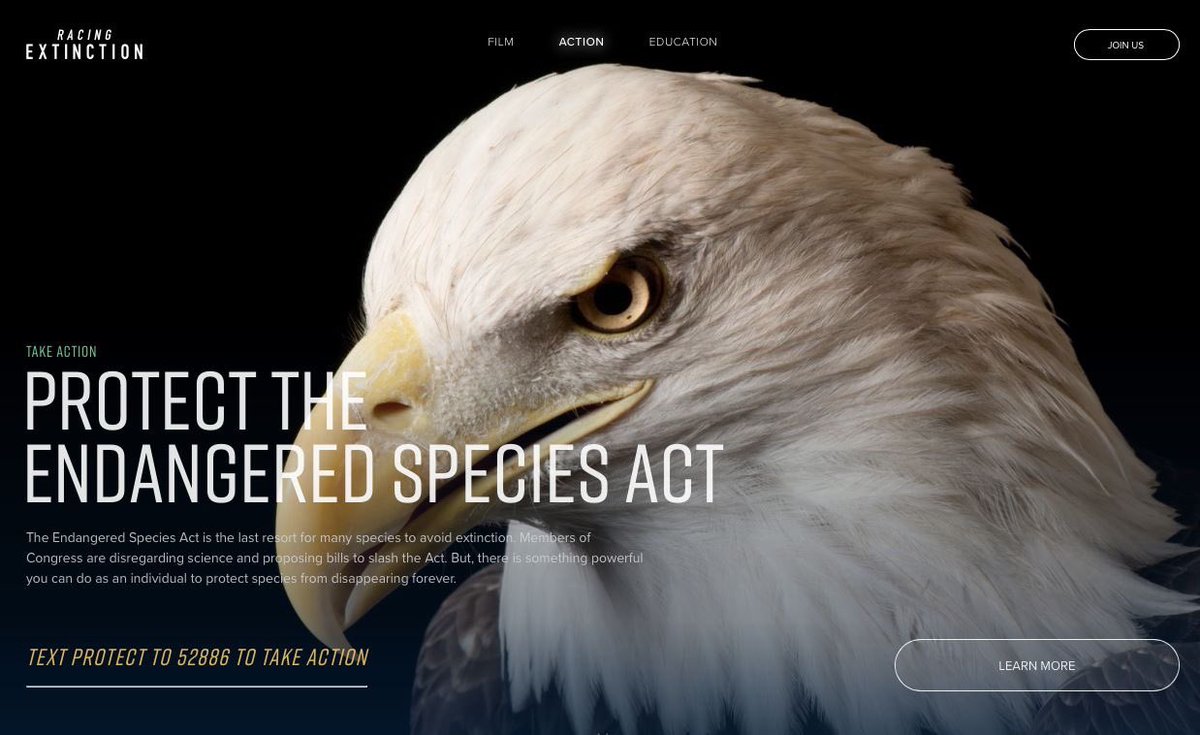 RACING
EXTINCTION
FILM
ACTION
EDUCATION
JOIN US
TAKE ACTION
PROTECT THE
ENDANGERED SPECIES ACT
The Endangered Species Act is the last resort for many species to avoid extinction. Members of
Congress are disregarding science and proposing bills to slash the Act. But, there is something powerful
you can do as an individual to protect species from disappearing forever.
TEXT PROTECT TO 52886 TO TAKE ACTION
LEARN MORE